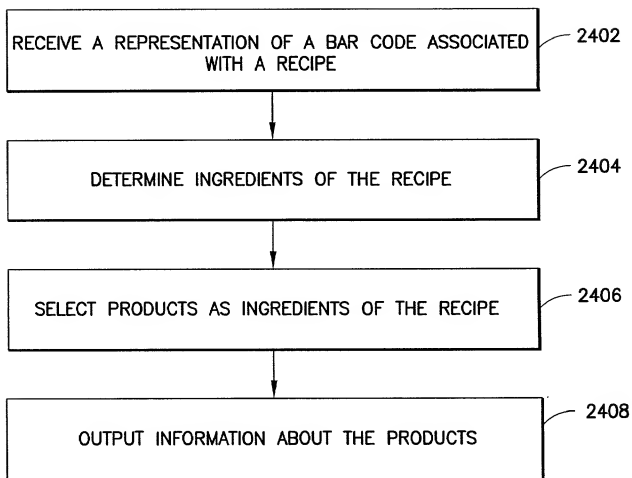 RECEIVE A REPRESENTATION OF A BAR CODE ASSOCIATED
WITH A RECIPE
2402
DETERMINE INGREDIENTS OF THE RECIPE
2404
SELECT PRODUCTS AS INGREDIENTS OF THE RECIPE
2406
OUTPUT INFORMATION ABOUT THE PRODUCTS
2408